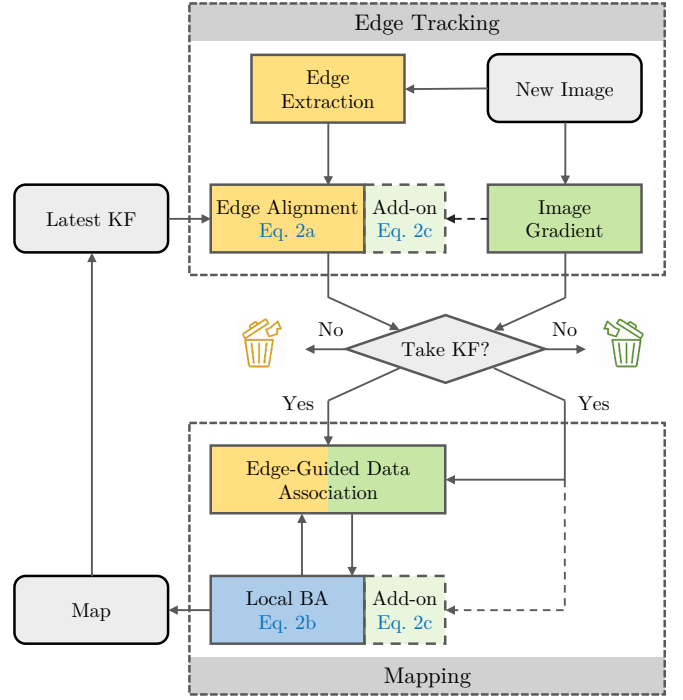 Edge Tracking
Edge
Extraction
New Image
Latest KF
Edge Alignment
Eq. 2a
Add-on
Eq. 2c
Image
Gradient
No
Take KF?
No
Yes
Yes
Edge-Guided Data
Association
Map
Local BA
Eq. 2b
Add-on
Eq. 2c
Mapping